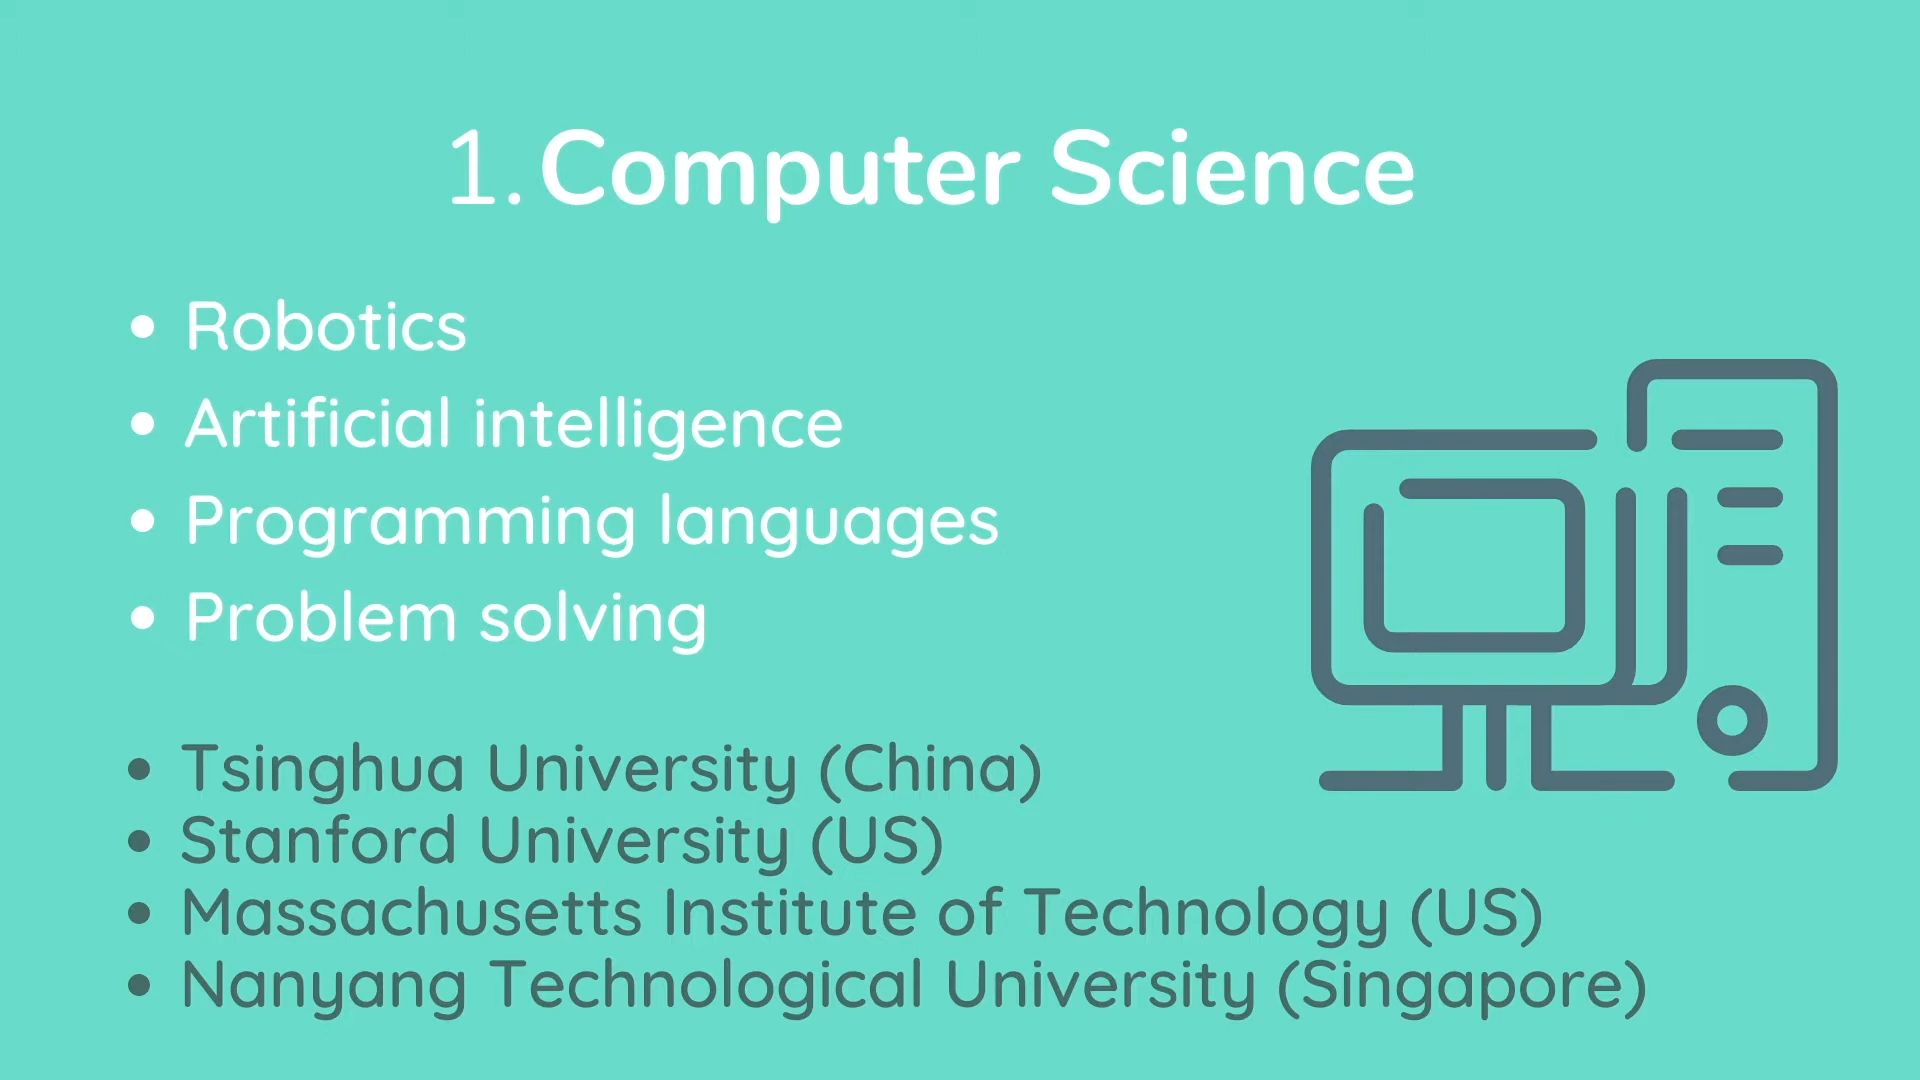 1. Computer Science
• Robotics
• Artificial intelligence
• Programming languages
• Problem solving
• Tsinghua University (China)
• Stanford University (US)
• Massachusetts Institute of Technology (US)
• Nanyang Technological University (Singapore)